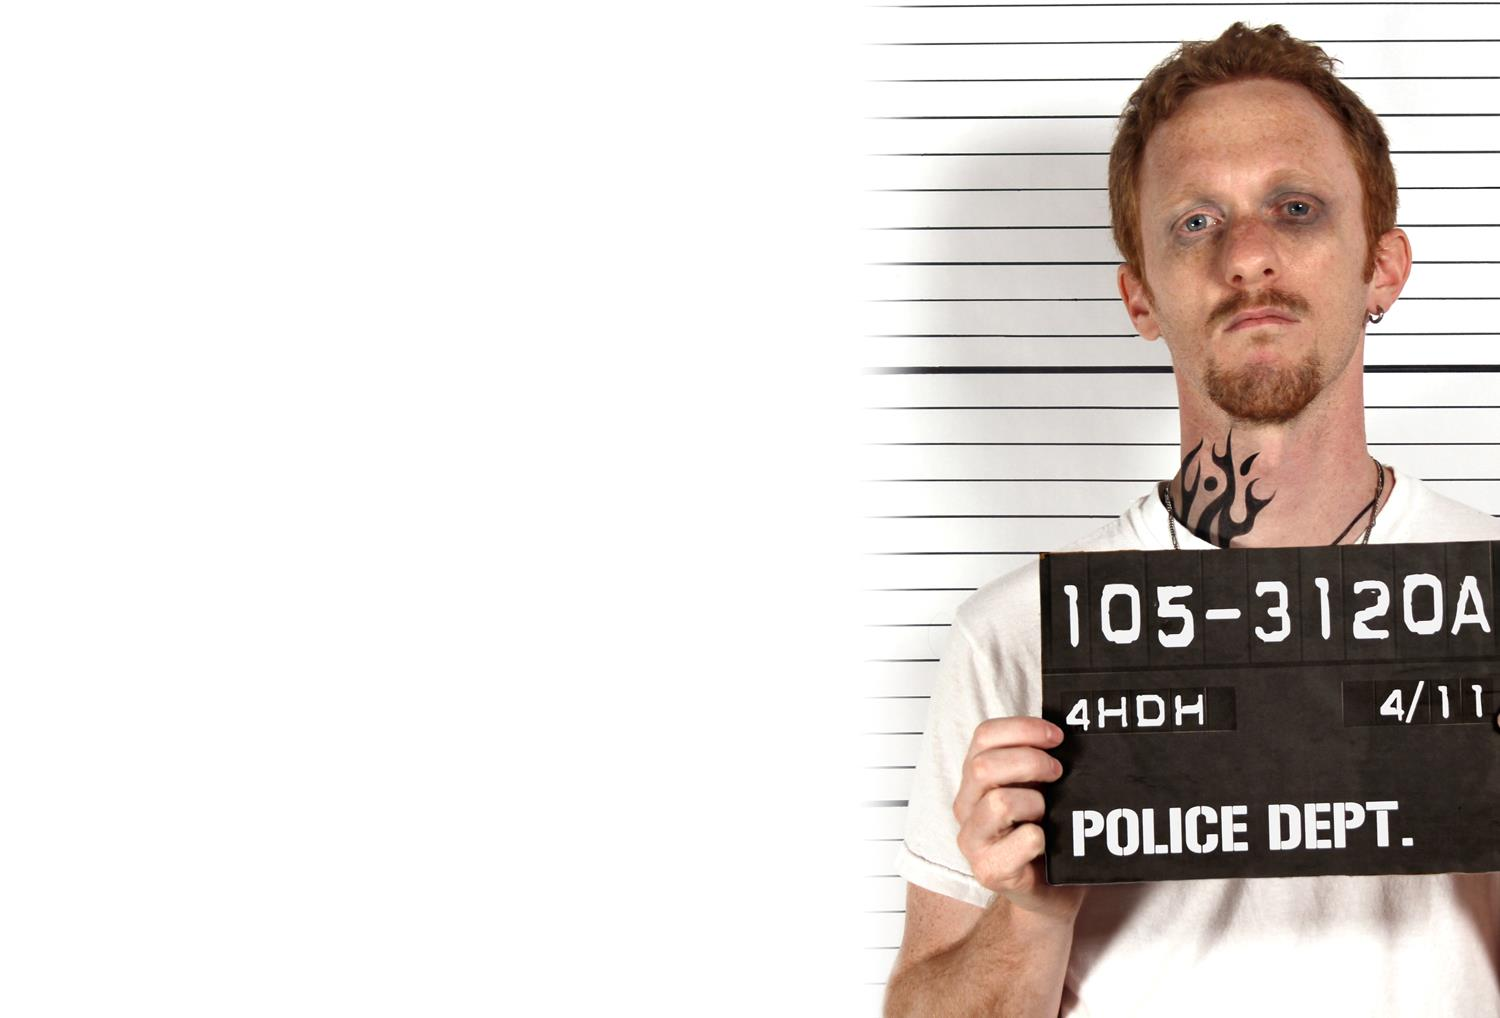 105-3120A
4HDH 4/11
POLICE DEPT.